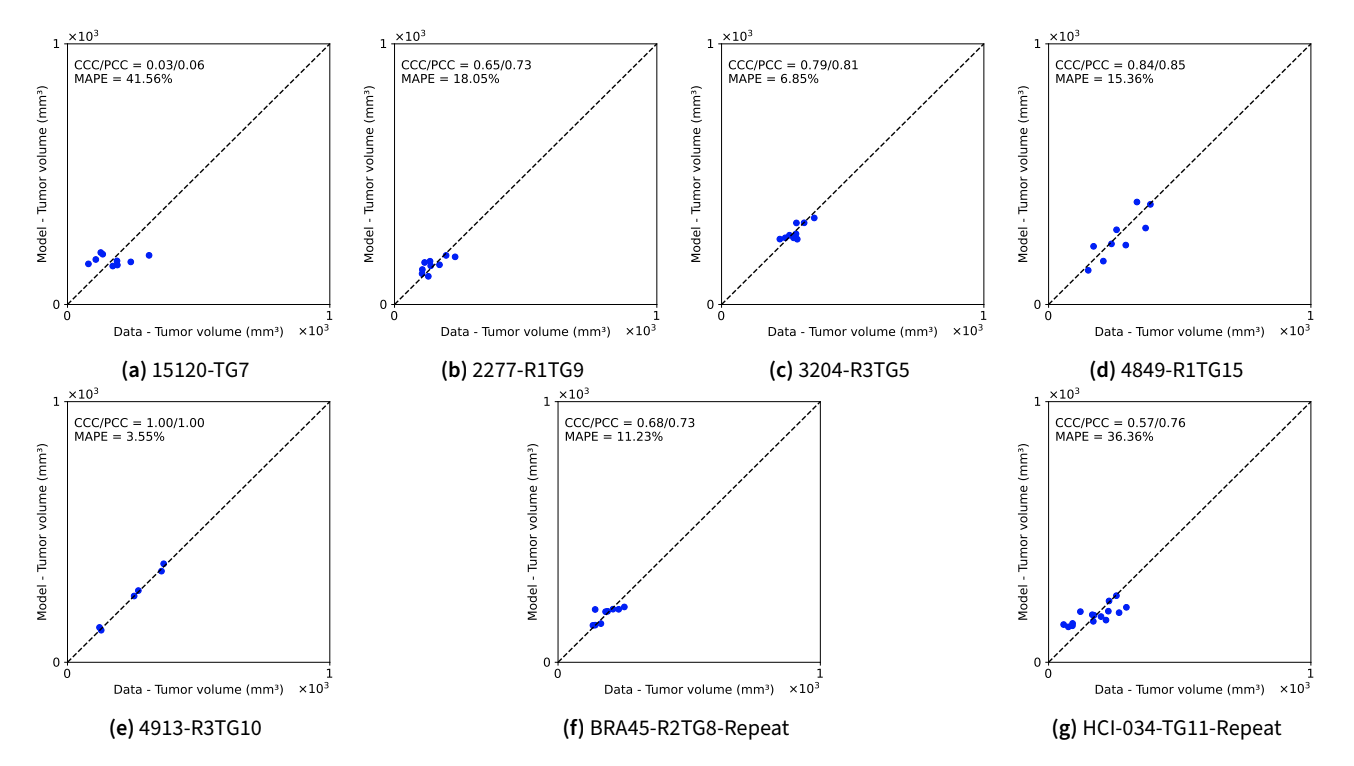 ×10³
1
CCC/PCC = 0.03/0.06
MAPE = 41.56%
Model - Tumor volume (mm³)
0
0
1
Data - Tumor volume (mm³)
×10³
(a) 15120-TG7
×10³
1
CCC/PCC = 0.65/0.73
MAPE = 18.05%
Model - Tumor volume (mm³)
0
0
1
Data - Tumor volume (mm³)
×10³
(b) 2277-R1TG9
×10³
1
CCC/PCC = 0.79/0.81
MAPE = 6.85%
Model - Tumor volume (mm³)
0
0
1
Data - Tumor volume (mm³)
×10³
(c) 3204-R3TG5
×10³
1
CCC/PCC = 0.84/0.85
MAPE = 15.36%
Model - Tumor volume (mm³)
0
0
1
Data - Tumor volume (mm³)
×10³
(d) 4849-R1TG15
×10³
1
CCC/PCC = 1.00/1.00
MAPE = 3.55%
Model - Tumor volume (mm³)
0
0
1
Data - Tumor volume (mm³)
×10³
(e) 4913-R3TG10
×10³
1
CCC/PCC = 0.68/0.73
MAPE = 11.23%
Model - Tumor volume (mm³)
0
0
1
Data - Tumor volume (mm³)
×10³
(f) BRA45-R2TG8-Repeat
×10³
1
CCC/PCC = 0.57/0.76
MAPE = 36.36%
Model - Tumor volume (mm³)
0
0
1
Data - Tumor volume (mm³)
×10³
(g) HCI-034-TG11-Repeat